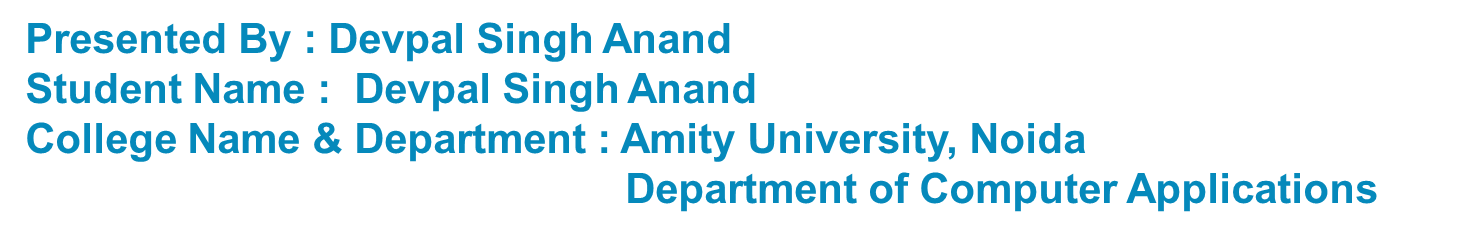 Presented By : Devpal Singh Anand
Student Name :  Devpal Singh Anand
College Name & Department : Amity University, Noida
Department of Computer Applications